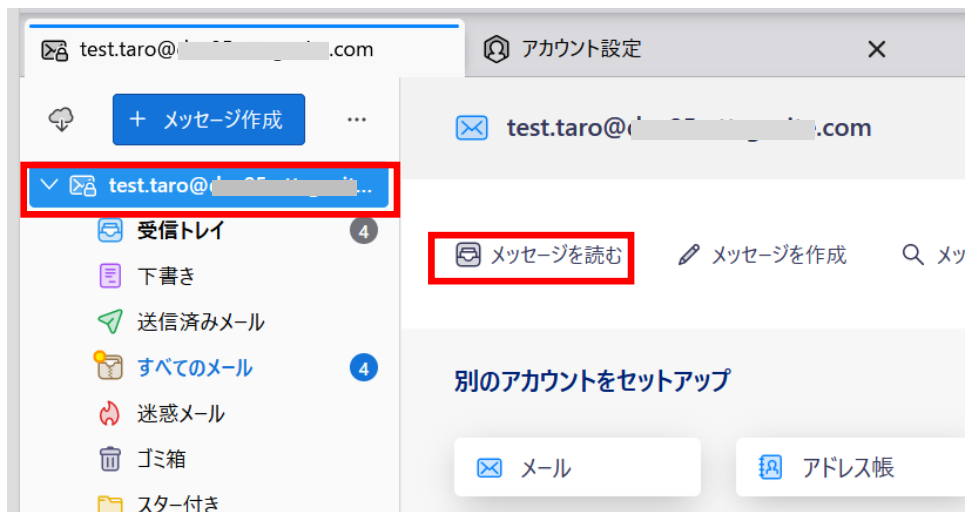 test.taro@ .com
アカウント設定
+ メッセージ作成
…
test.taro@ ...
受信トレイ 4
下書き
送信済みメール
すべてのメール 4
迷惑メール
ゴミ箱
スター付き
test.taro@ .com
メッセージを読む
メッセージを作成
メッ
別のアカウントをセットアップ
メール
アドレス帳